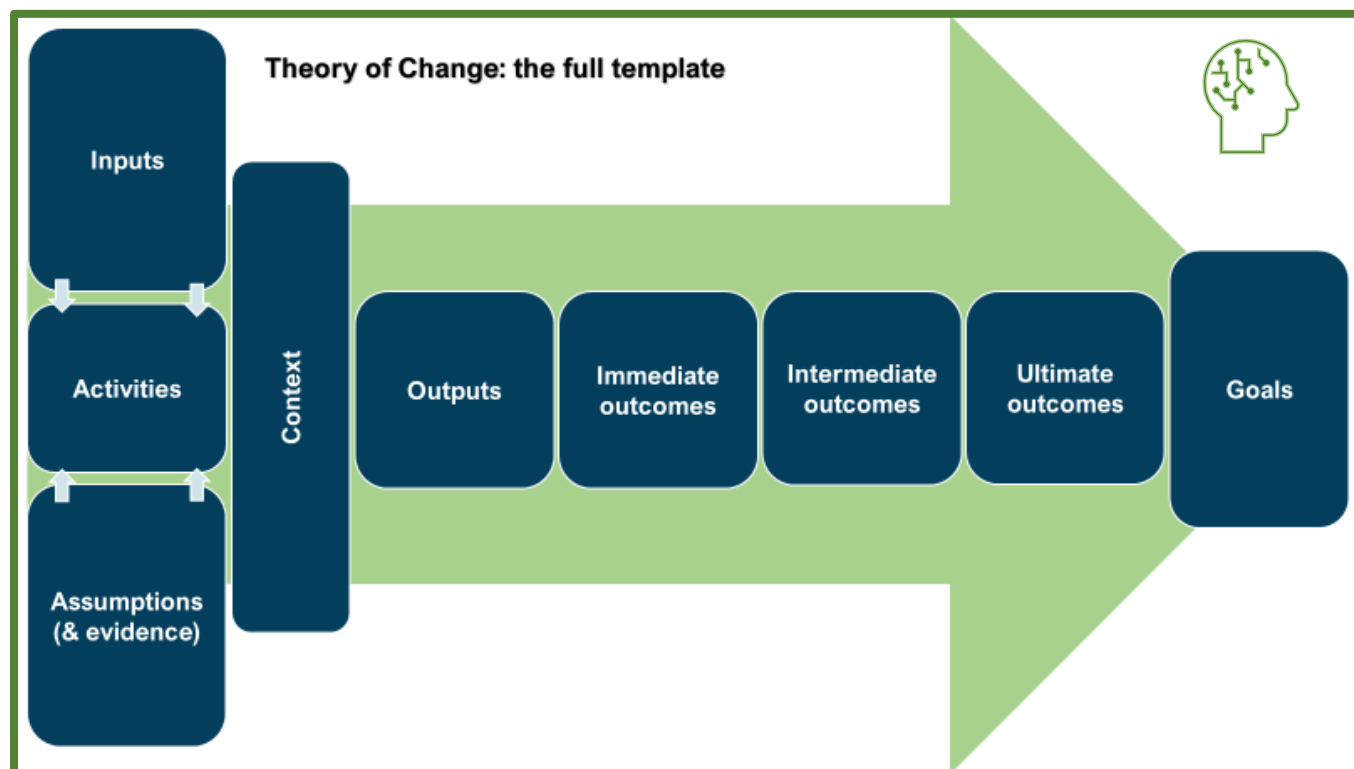 Theory of Change: the full template
Inputs
Activities
Assumptions
(& evidence)
Context
Outputs
Immediate
outcomes
Intermediate
outcomes
Ultimate
outcomes
Goals